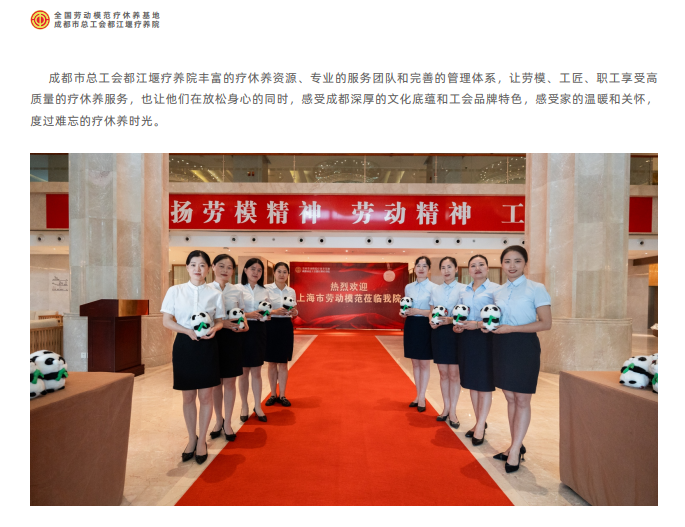 全国劳动模范疗休养基地
成都市总工会都江堰疗养院
成都市总工会都江堰疗养院丰富的疗休养资源、专业的服务团队和完善的管理体系，让劳模、工匠、职工享受高
质量的疗休养服务，也让他们在放松身心的同时，感受成都深厚的文化底蕴和工会品牌特色，感受家的温暖和关怀，
度过难忘的疗休养时光。
扬劳模精神 劳动精神 工
热烈欢迎
上海市劳动模范莅临我院